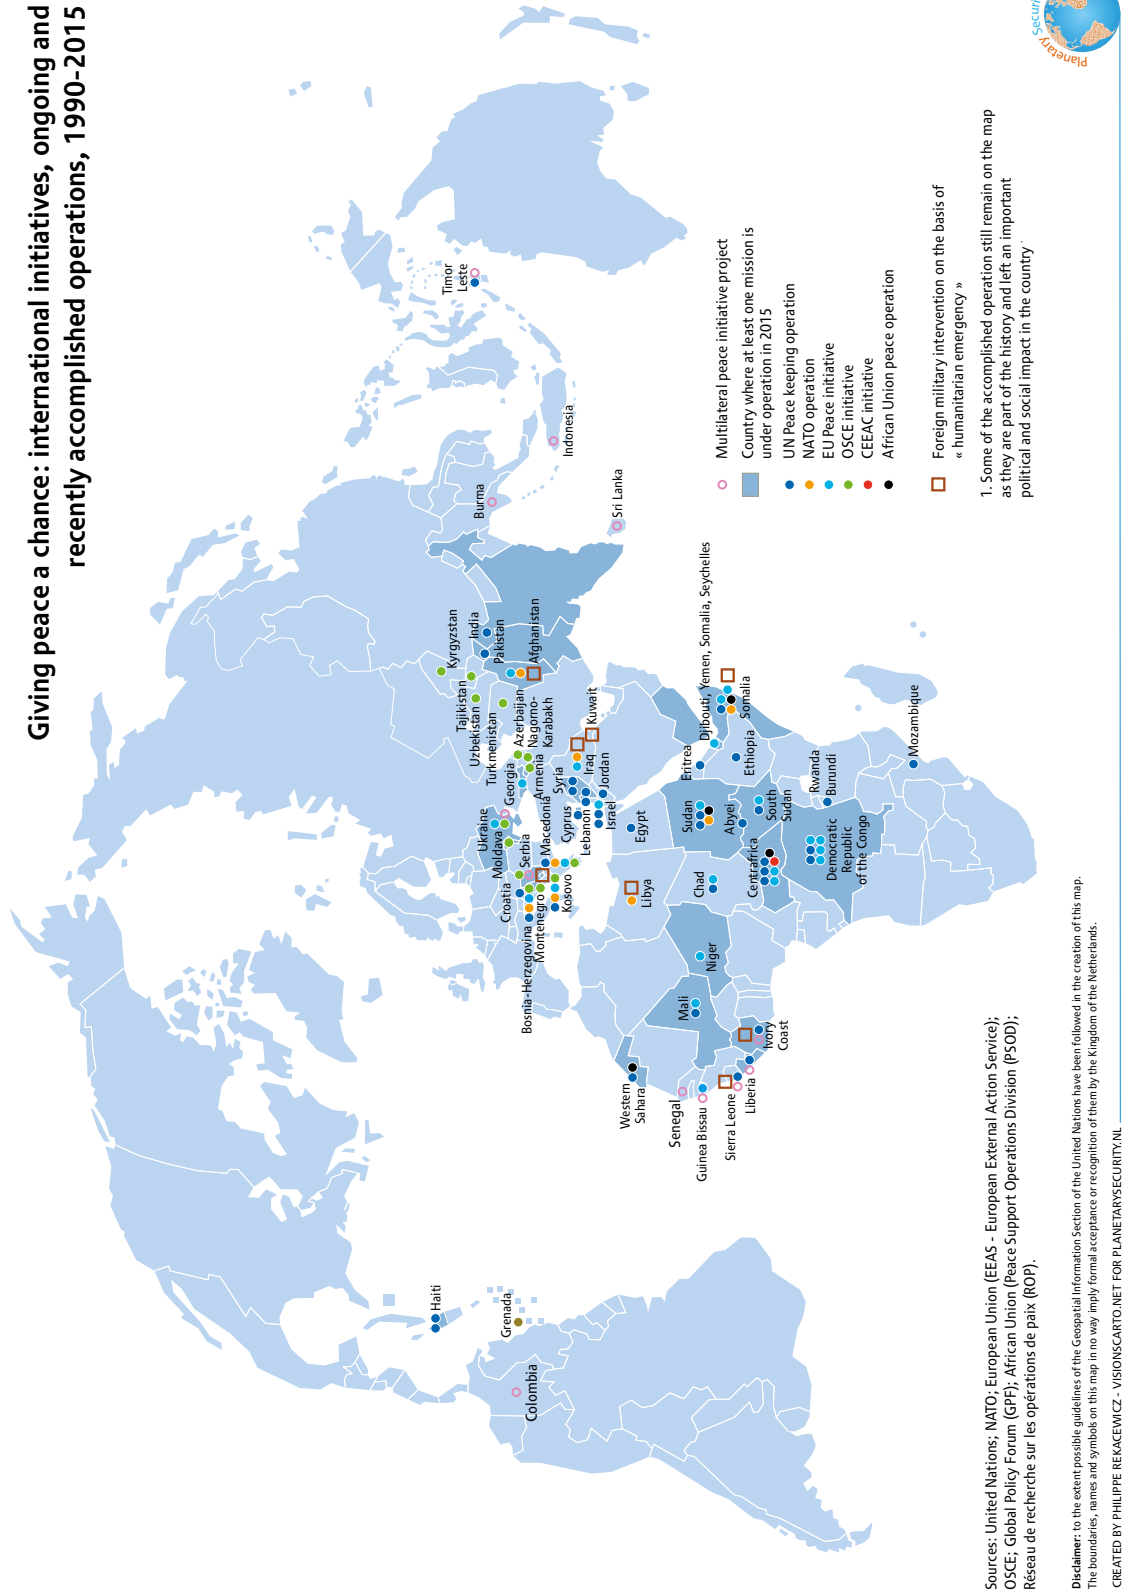 Giving peace a chance: international initiatives, ongoing and
recently accomplished operations, 1990-2015
Planetary Securi
Timor
Leste
Indonesia
Burma
Sri Lanka
Kyrgyzstan
India
Pakistan
Afghanistan
Tajikistan
Uzbekistan
Turkmenistan
Azerbaijan
Nagorno-
Karabakh
Georgia
Armenia
Kuwait
Iraq
Syria
Jordan
Cyprus
Lebanon
Israel
Egypt
Ukraine
Moldava
Serbia
Macedonia
Croatia
Kosovo
Montenegro
Bosnia-Herzegovina
Libya
Djibouti, Yemen, Somalia, Seychelles
Somalia
Eritrea
Ethiopia
Sudan
Abyei
South
Sudan
Rwanda
Burundi
Mozambique
Chad
Centrafrica
Democratic
Republic
of the Congo
Niger
Mali
Ivory
Coast
Western
Sahara
Senegal
Guinea Bissau
Sierra Leone
Liberia
Haiti
Grenada
Colombia
Multilateral peace initiative project
Country where at least one mission is
under operation in 2015
UN Peace keeping operation
NATO operation
EU Peace initiative
OSCE initiative
CEEAC initiative
African Union peace operation
Foreign military intervention on the basis of
« humanitarian emergency »
1. Some of the accomplished operation still remain on the map
as they are part of the history and left an important
political and social impact in the country
Sources: United Nations; NATO; European Union (EEAS - European External Action Service);
OSCE; Global Policy Forum (GPF); African Union (Peace Support Operations Division (PSOD);
Réseau de recherche sur les opérations de paix (ROP).
Disclaimer: to the extent possible guidelines of the Geospatial Information Section of the United Nations have been followed in the creation of this map.
The boundaries, names and symbols on this map in no way imply formal acceptance or recognition of them by the Kingdom of the Netherlands.
CREATED BY PHILIPPE REKACEWICZ - VISIONSCARTO.NET FOR PLANETARYSECURITY.NL